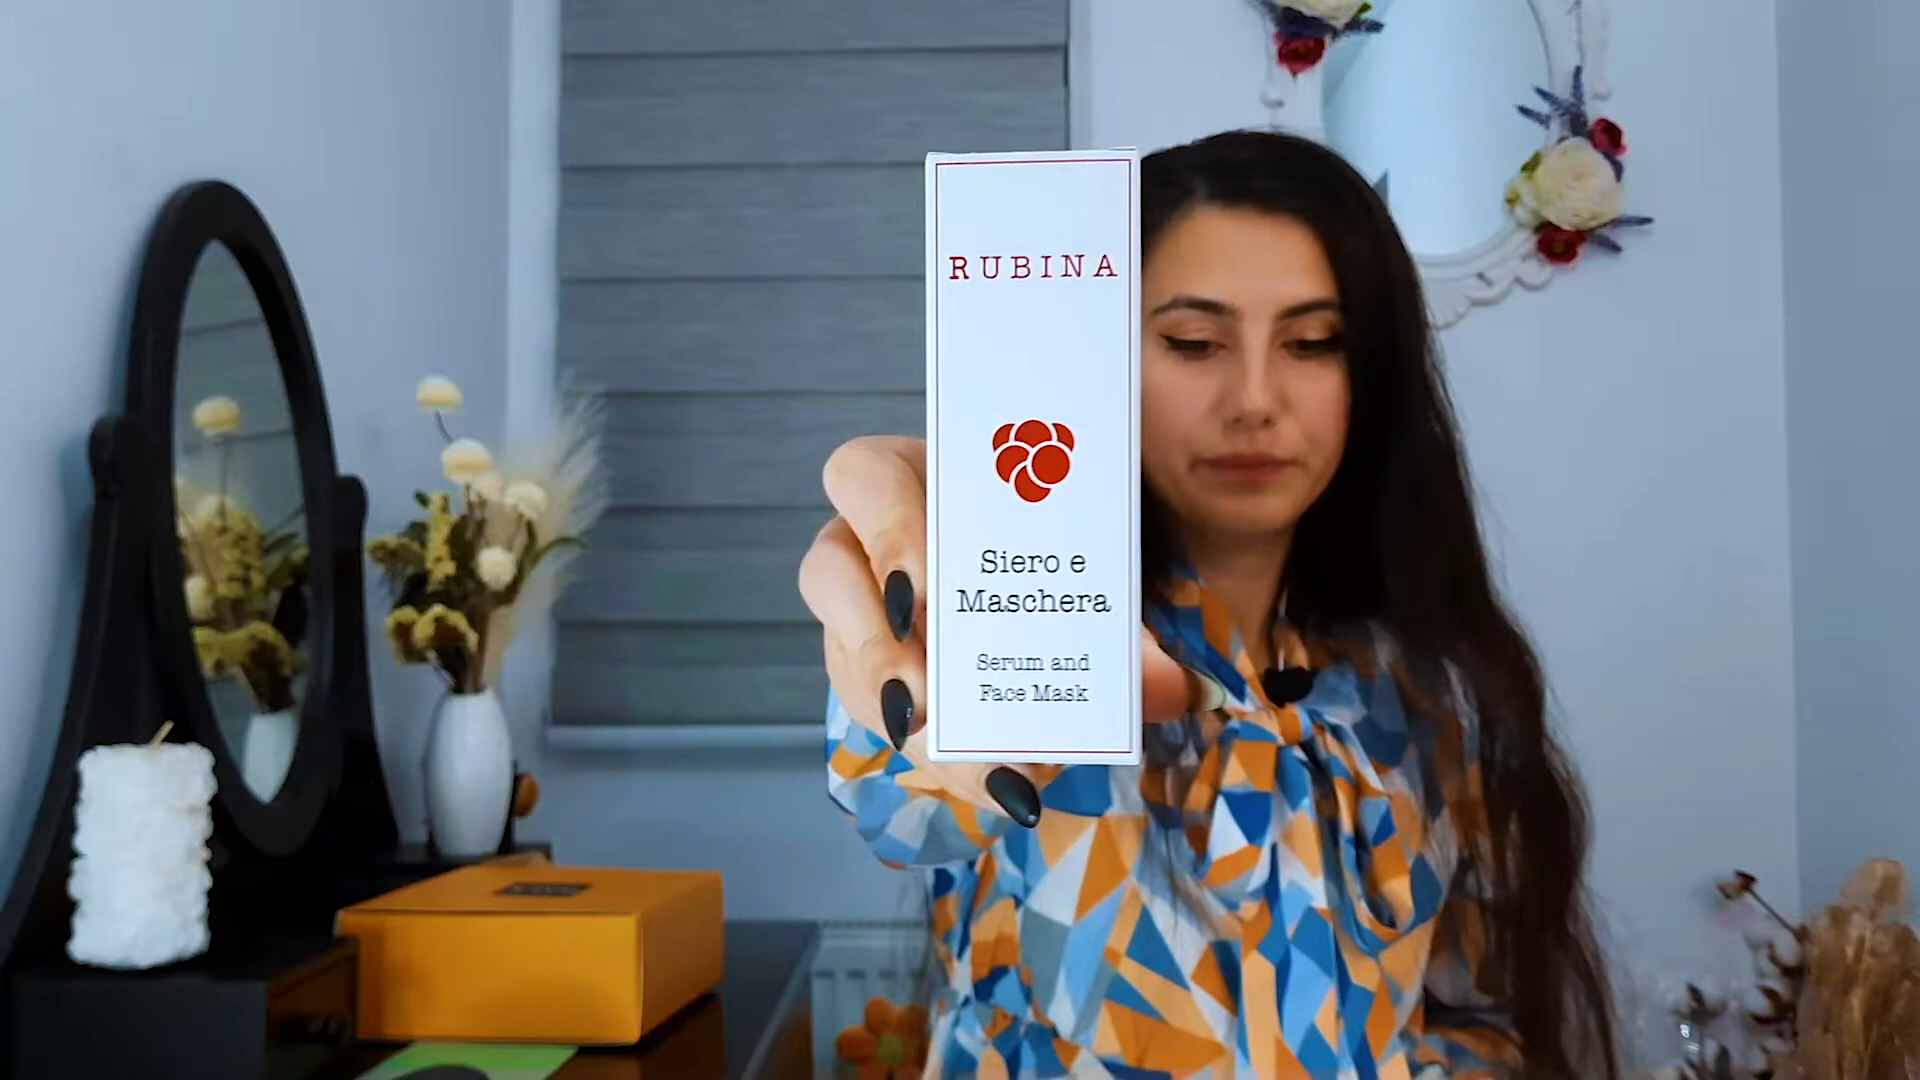 RUBINA
Siero e
Maschera
Serum and
Face Mask